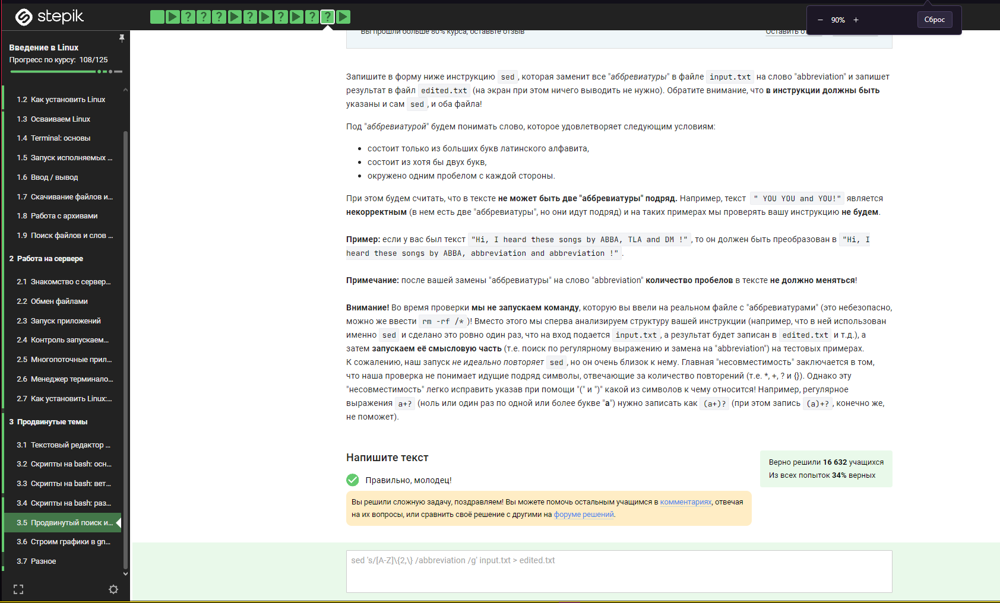 stepik
90%
Сброс
Введение в Linux
Прогресс по курсу: 108/125
1.2 Как установить Linux
1.3 Осваиваем Linux
1.4 Terminal: основы
1.5 Запуск исполняемых ...
1.6 Ввод / вывод
1.7 Скачивание файлов и...
1.8 Работа с архивами
1.9 Поиск файлов и слов ...
2 Работа на сервере
2.1 Знакомство с сервер...
2.2 Обмен файлами
2.3 Запуск приложений
2.4 Контроль запускаем...
2.5 Многопоточные прил...
2.6 Менеджер терминало...
2.7 Как установить Linux:...
3 Продвинутые темы
3.1 Текстовый редактор ...
3.2 Скрипты на bash: осн...
3.3 Скрипты на bash: вет...
3.4 Скрипты на bash: раз...
3.5 Продвинутый поиск и...
3.6 Строим графики в gn...
3.7 Разное
Вы прошли больше 80% курса, оставьте отзыв
Запишите в форму ниже инструкцию sed, которая заменит все "аббревиатуры" в файле input.txt на слово "abbreviation" и запишет
результат в файл edited.txt (на экран при этом ничего выводить не нужно). Обратите внимание, что в инструкции должны быть
указаны и сам sed, и оба файла!
Под "аббревиатурой" будем понимать слово, которое удовлетворяет следующим условиям:
• состоит только из больших букв латинского алфавита,
• состоит из хотя бы двух букв,
• окружено одним пробелом с каждой стороны.
При этом будем считать, что в тексте не может быть две "аббревиатуры" подряд. Например, текст " YOU YOU and YOU!" является
некорректным (в нем есть две "аббревиатуры", но они идут подряд) и на таких примерах мы проверять вашу инструкцию не будем.
Пример: если у вас был текст "Hi, I heard these songs by ABBA, TLA and DM !", то он должен быть преобразован в "Hi, I
heard these songs by ABBA, abbreviation and abbreviation !".
Примечание: после вашей замены "аббревиатуры" на слово "abbreviation" количество пробелов в тексте не должно меняться!
Внимание! Во время проверки мы не запускаем команду, которую вы ввели на реальном файле с "аббревиатурами" (это небезопасно,
можно же ввести rm -rf /*)! Вместо этого мы сперва анализируем структуру вашей инструкции (например, что в ней использован
именно sed и сделано это ровно один раз, что на вход подается input.txt, а результат будет записан в edited.txt и т.д.), а
затем запускаем её смысловую часть (т.е. поиск по регулярному выражению и замена на "abbreviation") на тестовых примерах.
К сожалению, наш запуск не идеально повторяет sed, но он очень близок к нему. Главная "несовместимость" заключается в том,
что наша проверка не понимает идущие подряд символы, отвечающие за количество повторений (т.е. *, +, ? и {}). Однако эту
"несовместимость" легко исправить указав при помощи "(" и ")" какой из символов к чему относится! Например, регулярное
выражения a+? (ноль или один раз по одной или более букве "a") нужно записать как (a+)? (при этом запись (a)+?, конечно же,
не поможет).
Напишите текст
Правильно, молодец!
Верно решили 16 632 учащихся
Из всех попыток 34% верных
Вы решили сложную задачу, поздравляем! Вы можете помочь остальным учащимся в комментариях, отвечая
на их вопросы, или сравнить своё решение с другими на форуме решений.
sed 's/[A-Z]\{2,\} /abbreviation /g' input.txt > edited.txt